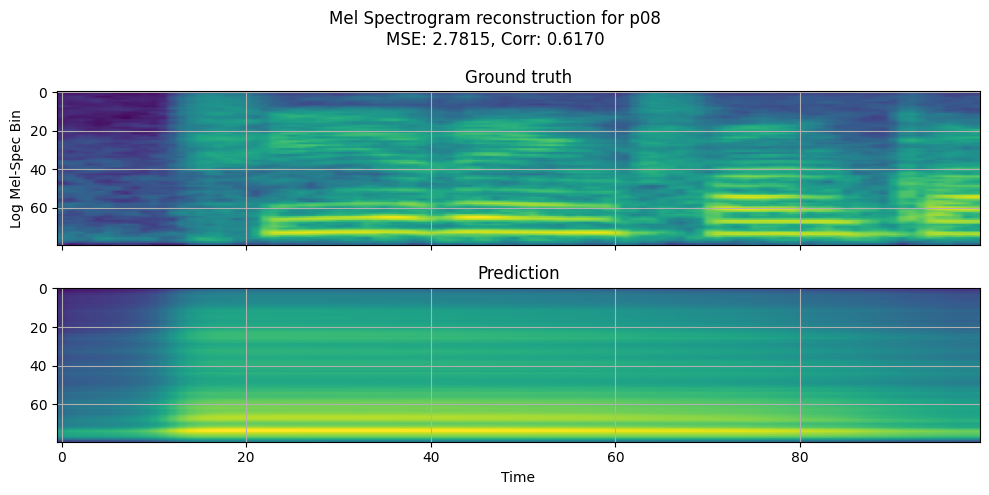 Mel Spectrogram reconstruction for p08
MSE: 2.7815, Corr: 0.6170
Ground truth
Log Mel-Spec Bin
0
20
40
60
Prediction
0
20
40
60
0 20 40 60 80
Time